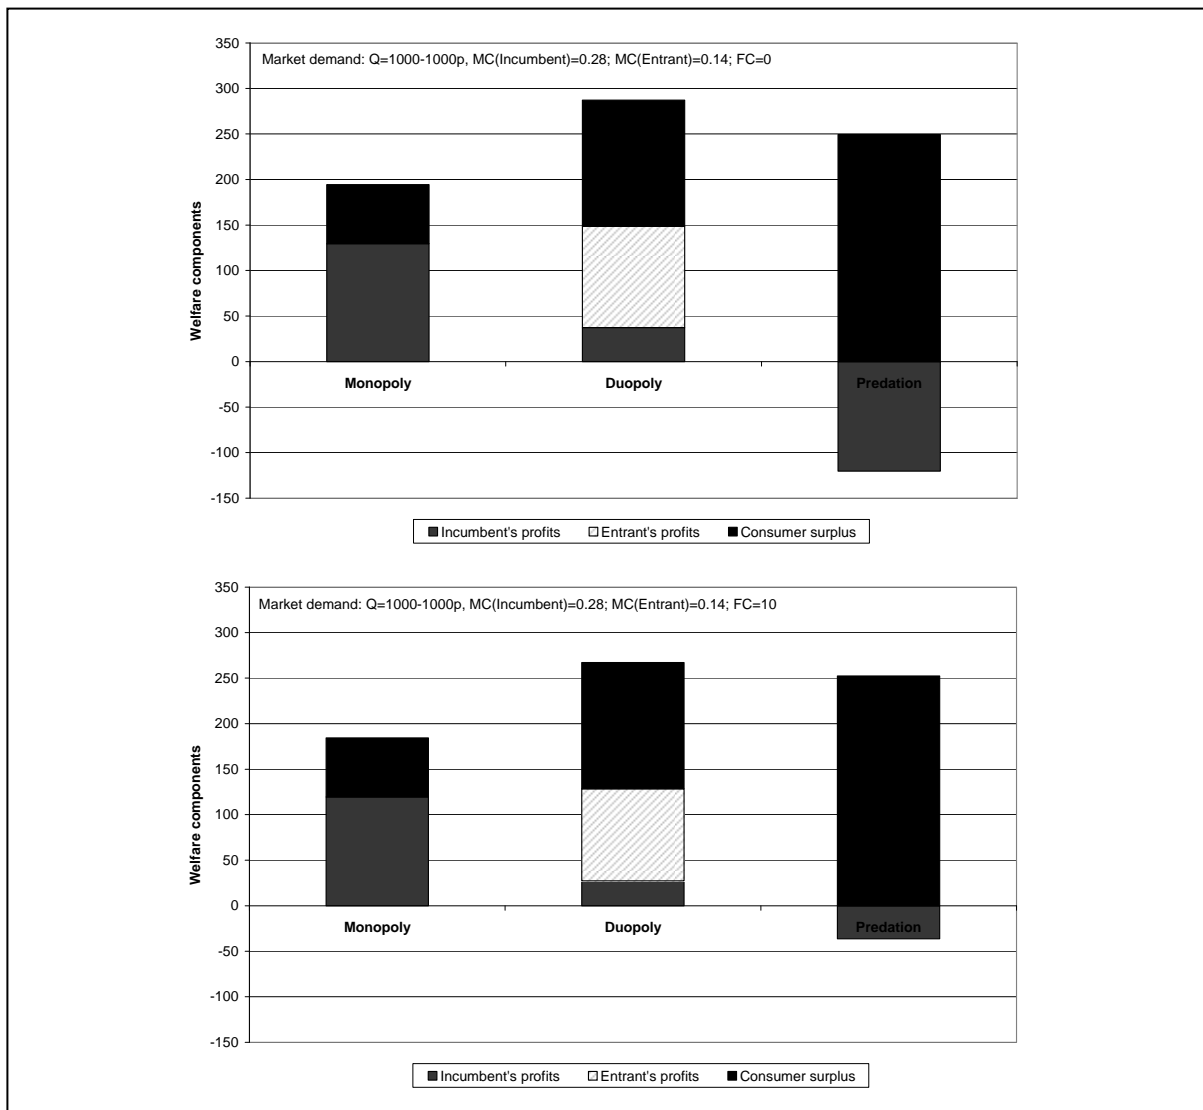 350
Market demand: Q=1000-1000p, MC(Incumbent)=0.28; MC(Entrant)=0.14; FC=0
300
250
200
150
100
50
0
-50
-100
-150
Welfare components
Monopoly
Duopoly
Predation
Incumbent's profits
Entrant's profits
Consumer surplus
350
Market demand: Q=1000-1000p, MC(Incumbent)=0.28; MC(Entrant)=0.14; FC=10
300
250
200
150
100
50
0
-50
-100
-150
Welfare components
Monopoly
Duopoly
Predation
Incumbent's profits
Entrant's profits
Consumer surplus